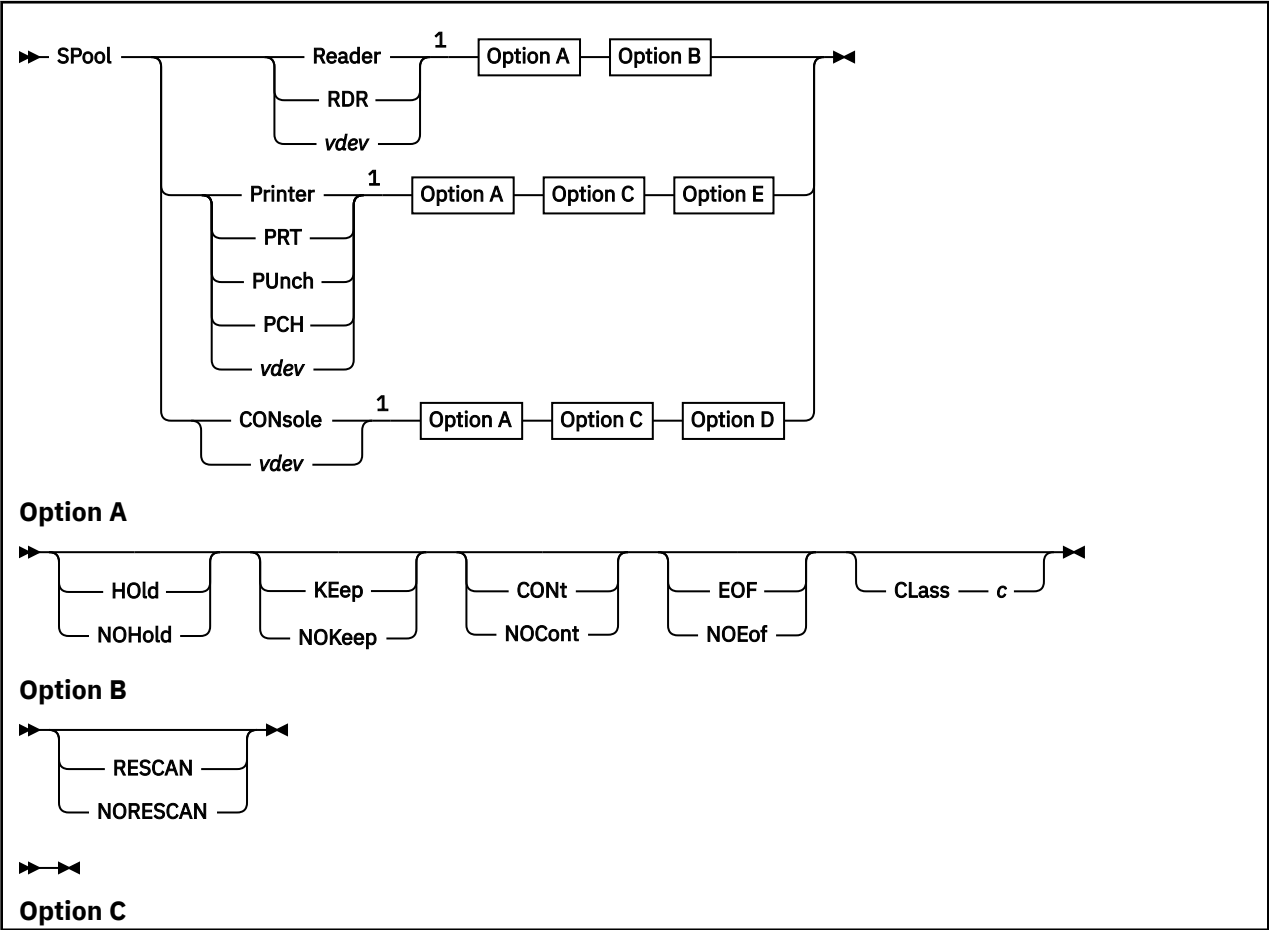 SPool Reader 1 Option A Option B
RDR
vdev
Printer 1 Option A Option C Option E
PRT
PUnch
PCH
vdev
CONsole 1 Option A Option C Option D
vdev
Option A
HOld KEep CONt EOF CLass c
NOHold NOKeep NOCont NOEof
Option B
RESCAN
NORESCAN
Option C